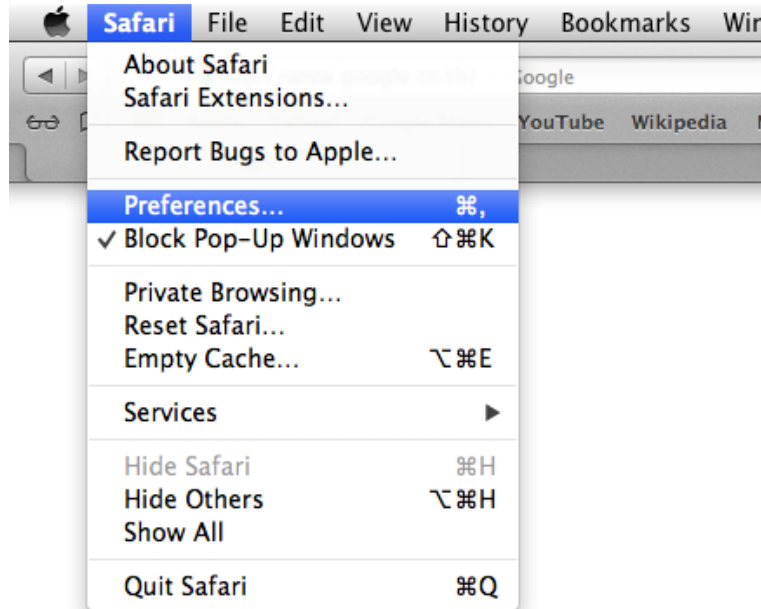 Safari File Edit View History Bookmarks
About Safari
Google
Safari Extensions...
YouTube Wikipedia
Report Bugs to Apple...
Preferences... ⌘,
✓ Block Pop-Up Windows ⇧⌘K
Private Browsing...
Reset Safari...
Empty Cache... ⌥⌘E
Services ▶
Hide Safari ⌘H
Hide Others ⌥⌘H
Show All
Quit Safari ⌘Q